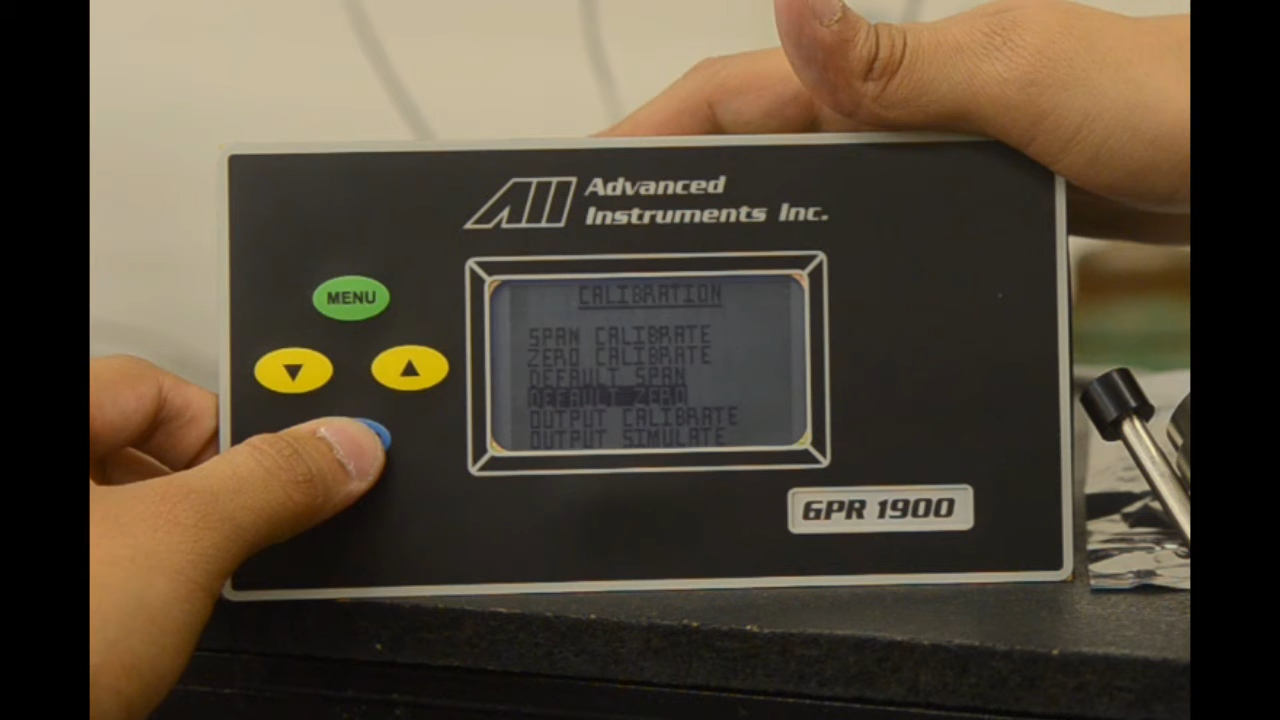 Advanced
Instruments Inc.
MENU
CALIBRATION
SPAN CALIBRATE
ZERO CALIBRATE
DEFAULT SPAN
DEFAULT ZERO
OUTPUT CALIBRATE
OUTPUT SIMULATE
GPR 1900